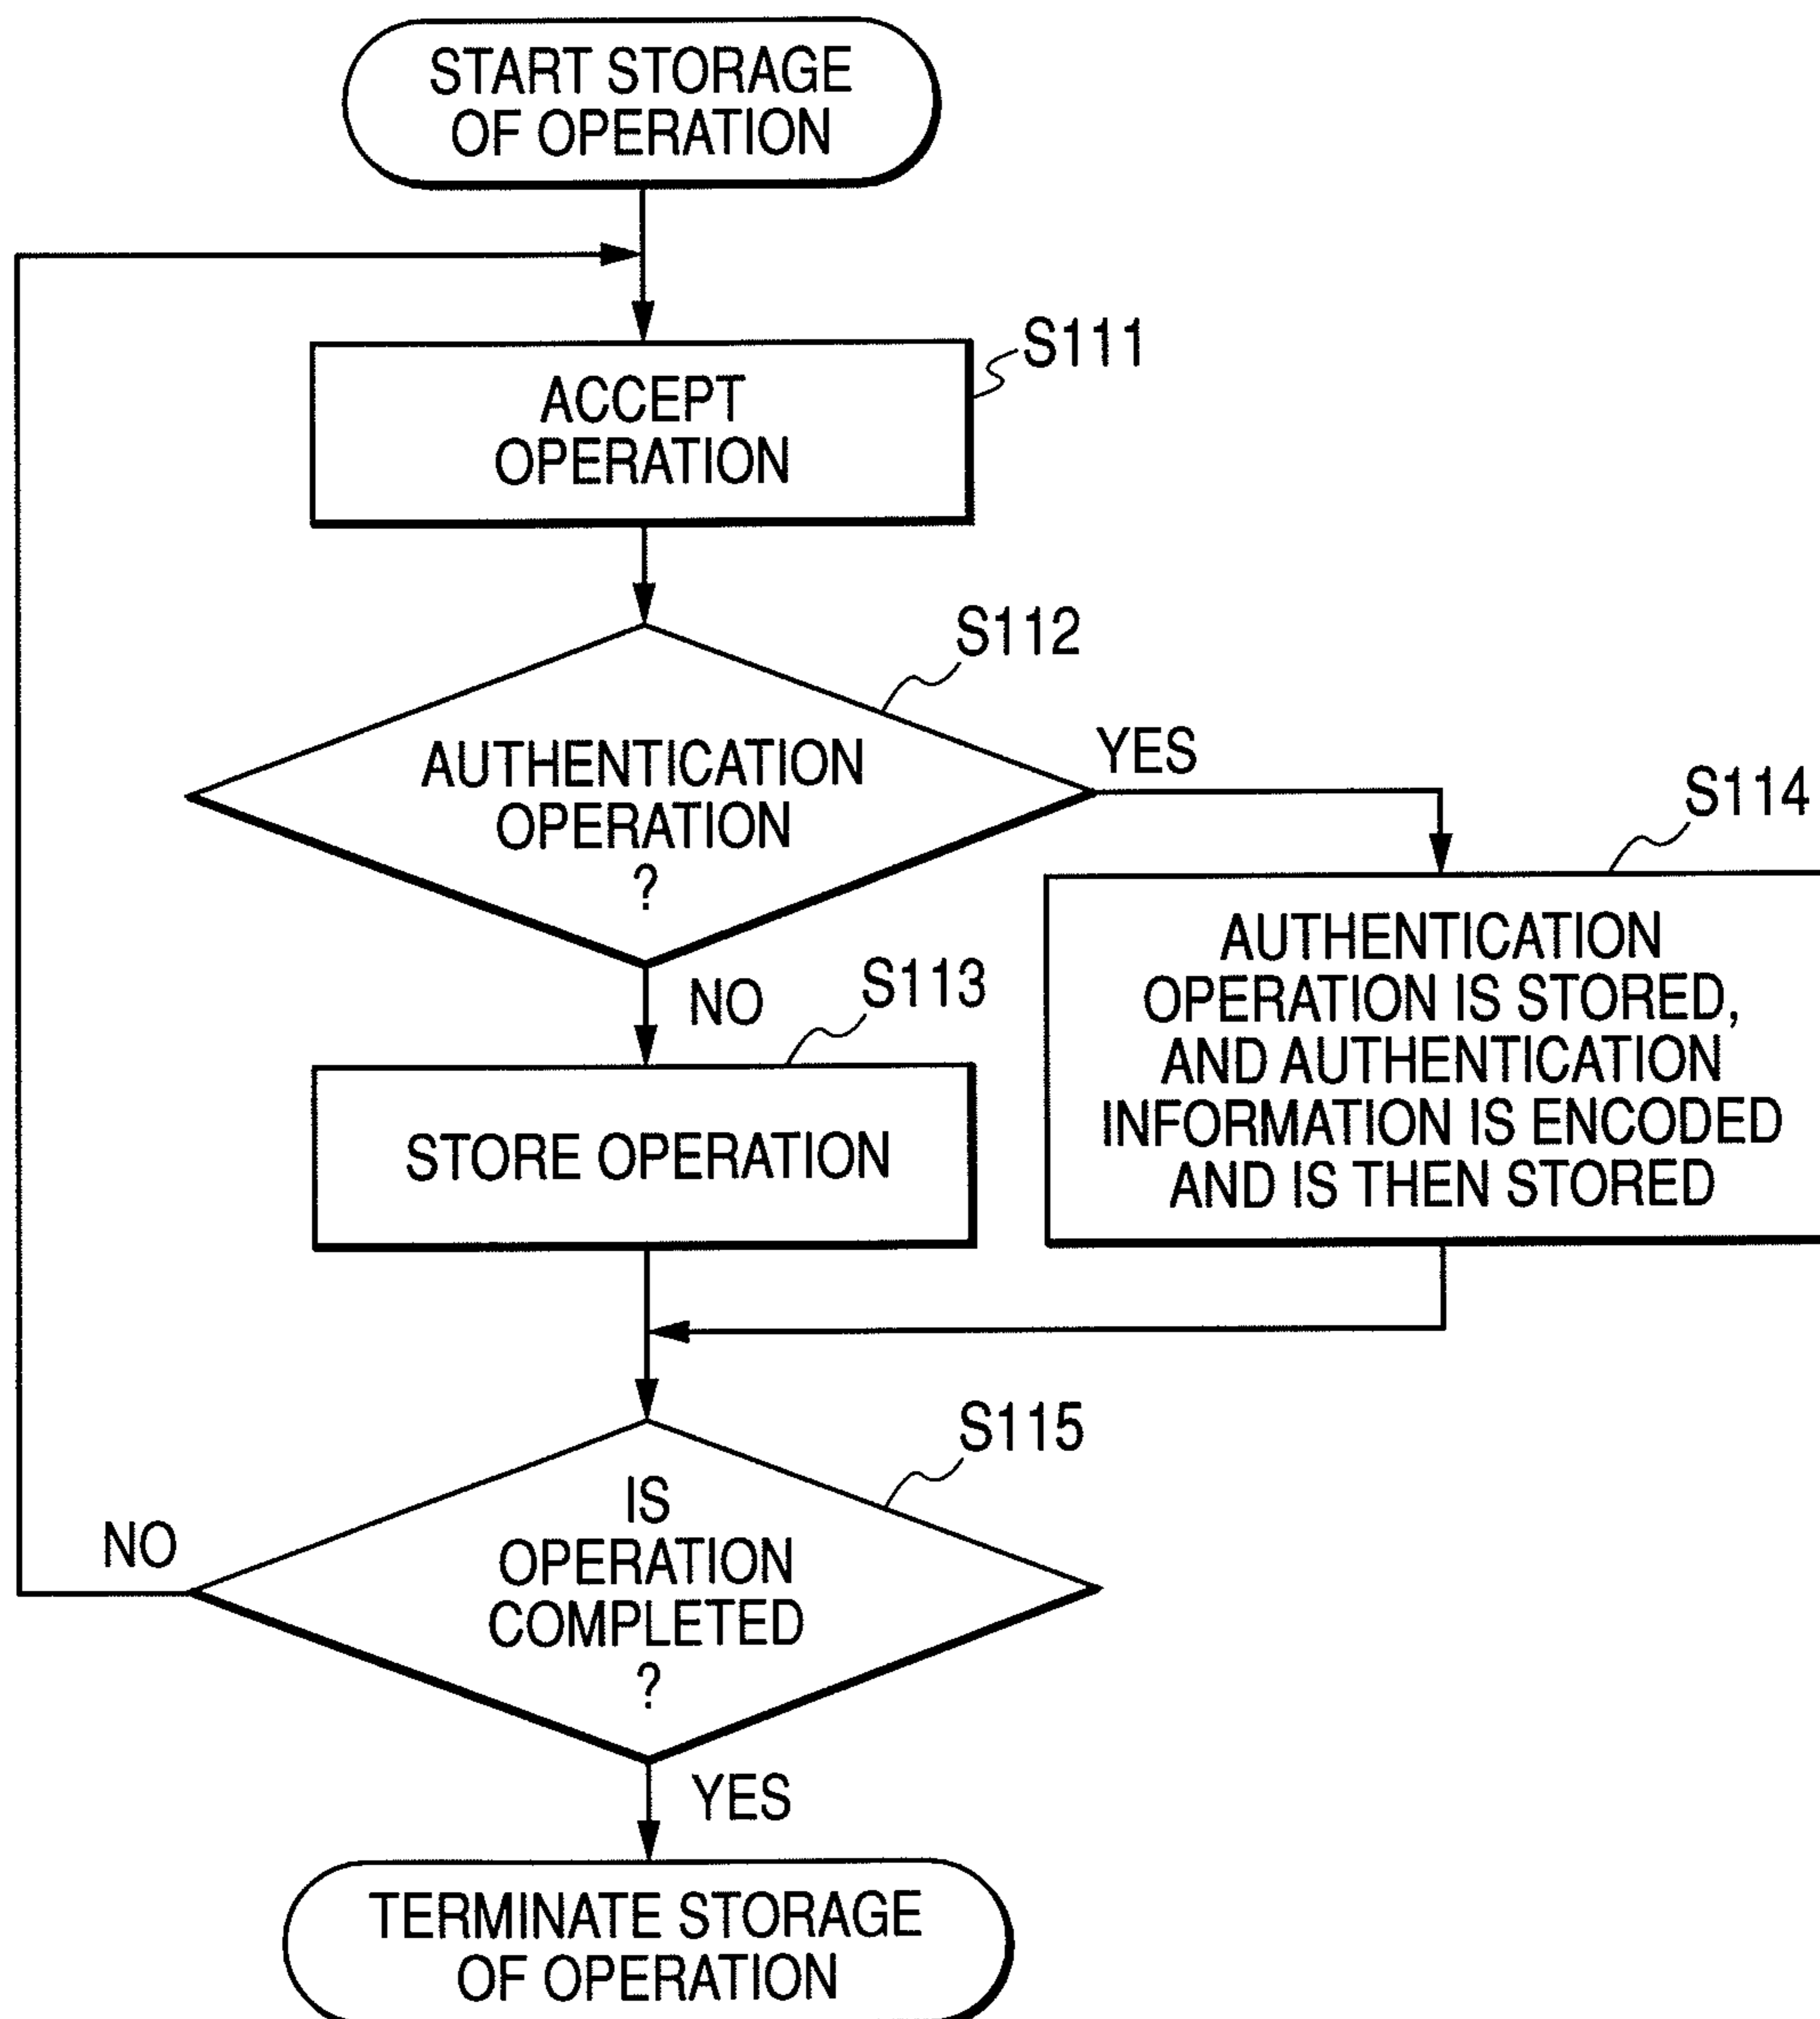 START STORAGE
OF OPERATION
S111
ACCEPT
OPERATION
S112
AUTHENTICATION
OPERATION
?
YES
NO
S114
AUTHENTICATION
OPERATION IS STORED,
AND AUTHENTICATION
INFORMATION IS ENCODED
AND IS THEN STORED
S113
STORE OPERATION
S115
IS
OPERATION
COMPLETED
?
NO
YES
TERMINATE STORAGE
OF OPERATION